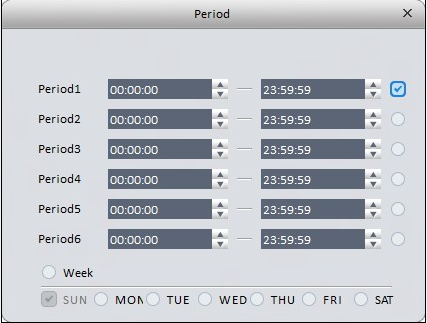 Period
Period1 00:00:00 — 23:59:59
Period2 00:00:00 — 23:59:59
Period3 00:00:00 — 23:59:59
Period4 00:00:00 — 23:59:59
Period5 00:00:00 — 23:59:59
Period6 00:00:00 — 23:59:59
Week
SUN MON TUE WED THU FRI SAT